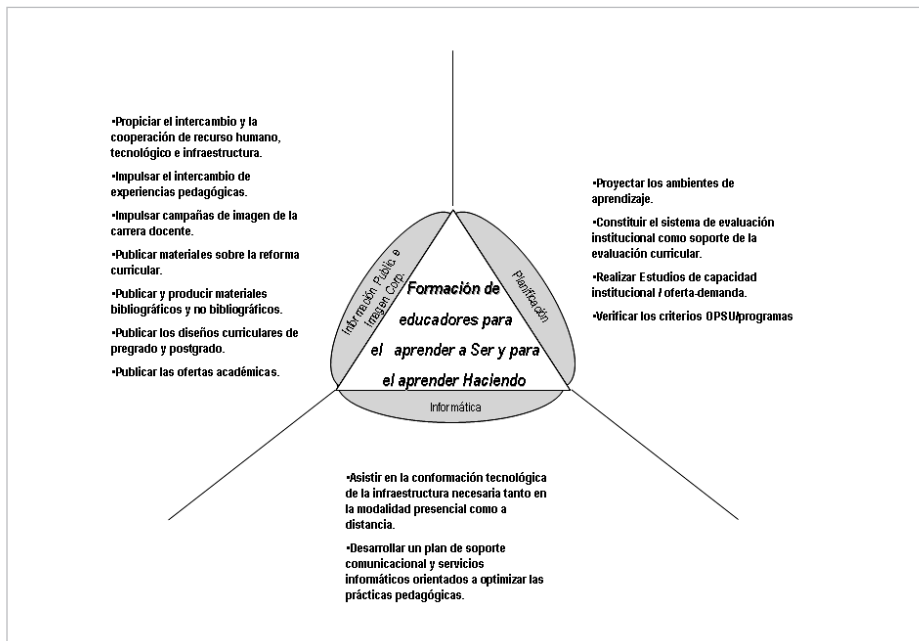 •Propiciar el intercambio y la
cooperación de recurso humano,
tecnológico e infraestructura.
•Impulsar el intercambio de
experiencias pedagógicas.
•Impulsar campañas de imagen de la
carrera docente.
•Publicar materiales sobre la reforma
curricular.
•Publicar y producir materiales
bibliográficos y no bibliográficos.
•Publicar los diseños curriculares de
pregrado y postgrado.
•Publicar las ofertas académicas.
Información Public. e
Imagen Corp.
Formación de
educadores para
el aprender a Ser y para
el aprender Haciendo
Planificación
Informática
•Proyectar los ambientes de
aprendizaje.
•Constituir el sistema de evaluación
institucional como soporte de la
evaluación curricular.
•Realizar Estudios de capacidad
institucional / oferta-demanda.
•Verificar los criterios OPSU/programas
•Asistir en la conformación tecnológica
de la infraestructura necesaria tanto en
la modalidad presencial como a
distancia.
•Desarrollar un plan de soporte
comunicacional y servicios
informáticos orientados a optimizar las
prácticas pedagógicas.